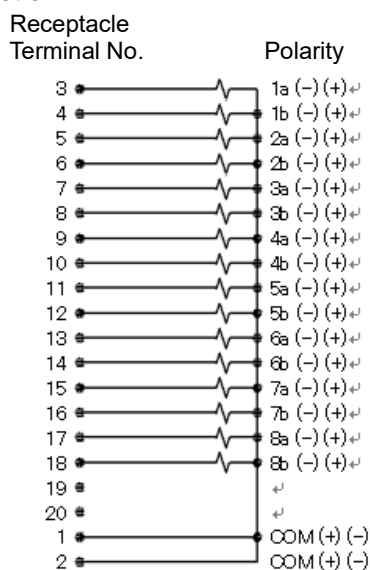 Receptacle
Terminal No. Polarity
3 1a (−) (+)↵
4 1b (−) (+)↵
5 2a (−) (+)↵
6 2b (−) (+)↵
7 3a (−) (+)↵
8 3b (−) (+)↵
9 4a (−) (+)↵
10 4b (−) (+)↵
11 5a (−) (+)↵
12 5b (−) (+)↵
13 6a (−) (+)↵
14 6b (−) (+)↵
15 7a (−) (+)↵
16 7b (−) (+)↵
17 8a (−) (+)↵
18 8b (−) (+)↵
19 ↵
20 ↵
1 COM (+) (−)
2 COM (+) (−)